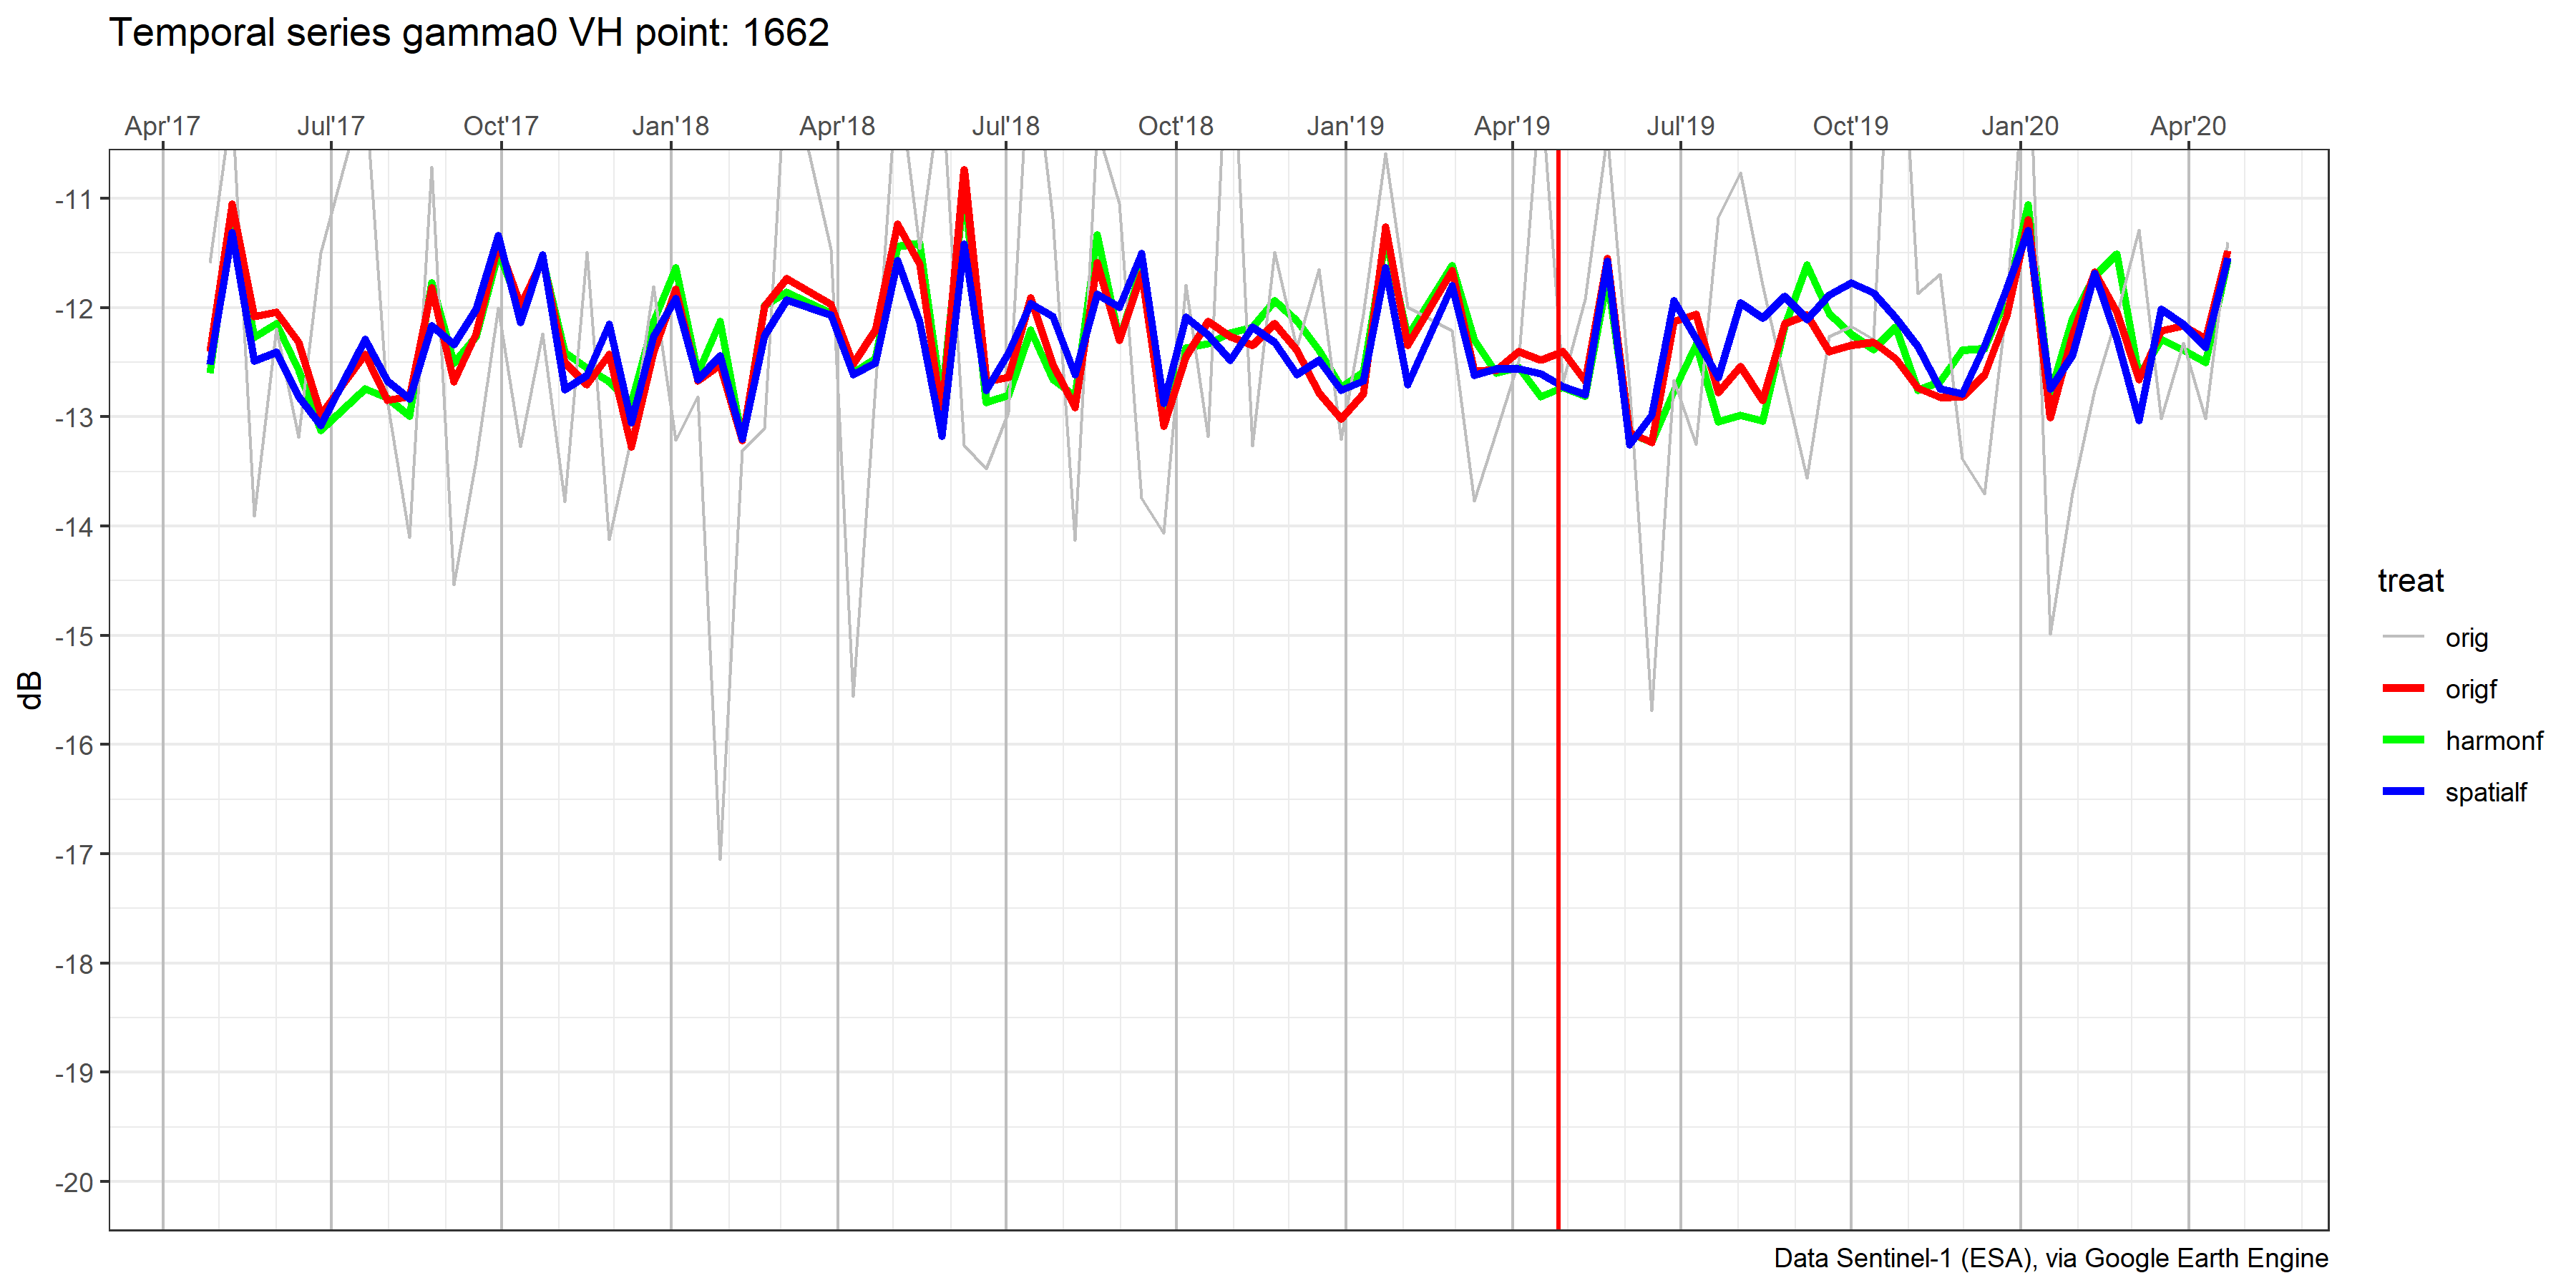 Temporal series gamma0 VH point: 1662
Apr'17 Jul'17 Oct'17 Jan'18 Apr'18 Jul'18 Oct'18 Jan'19 Apr'19 Jul'19 Oct'19 Jan'20 Apr'20
-11
-12
-13
-14
-15
-16
-17
-18
-19
-20
dB
treat
orig
origf
harmonf
spatialf
Data Sentinel-1 (ESA), via Google Earth Engine